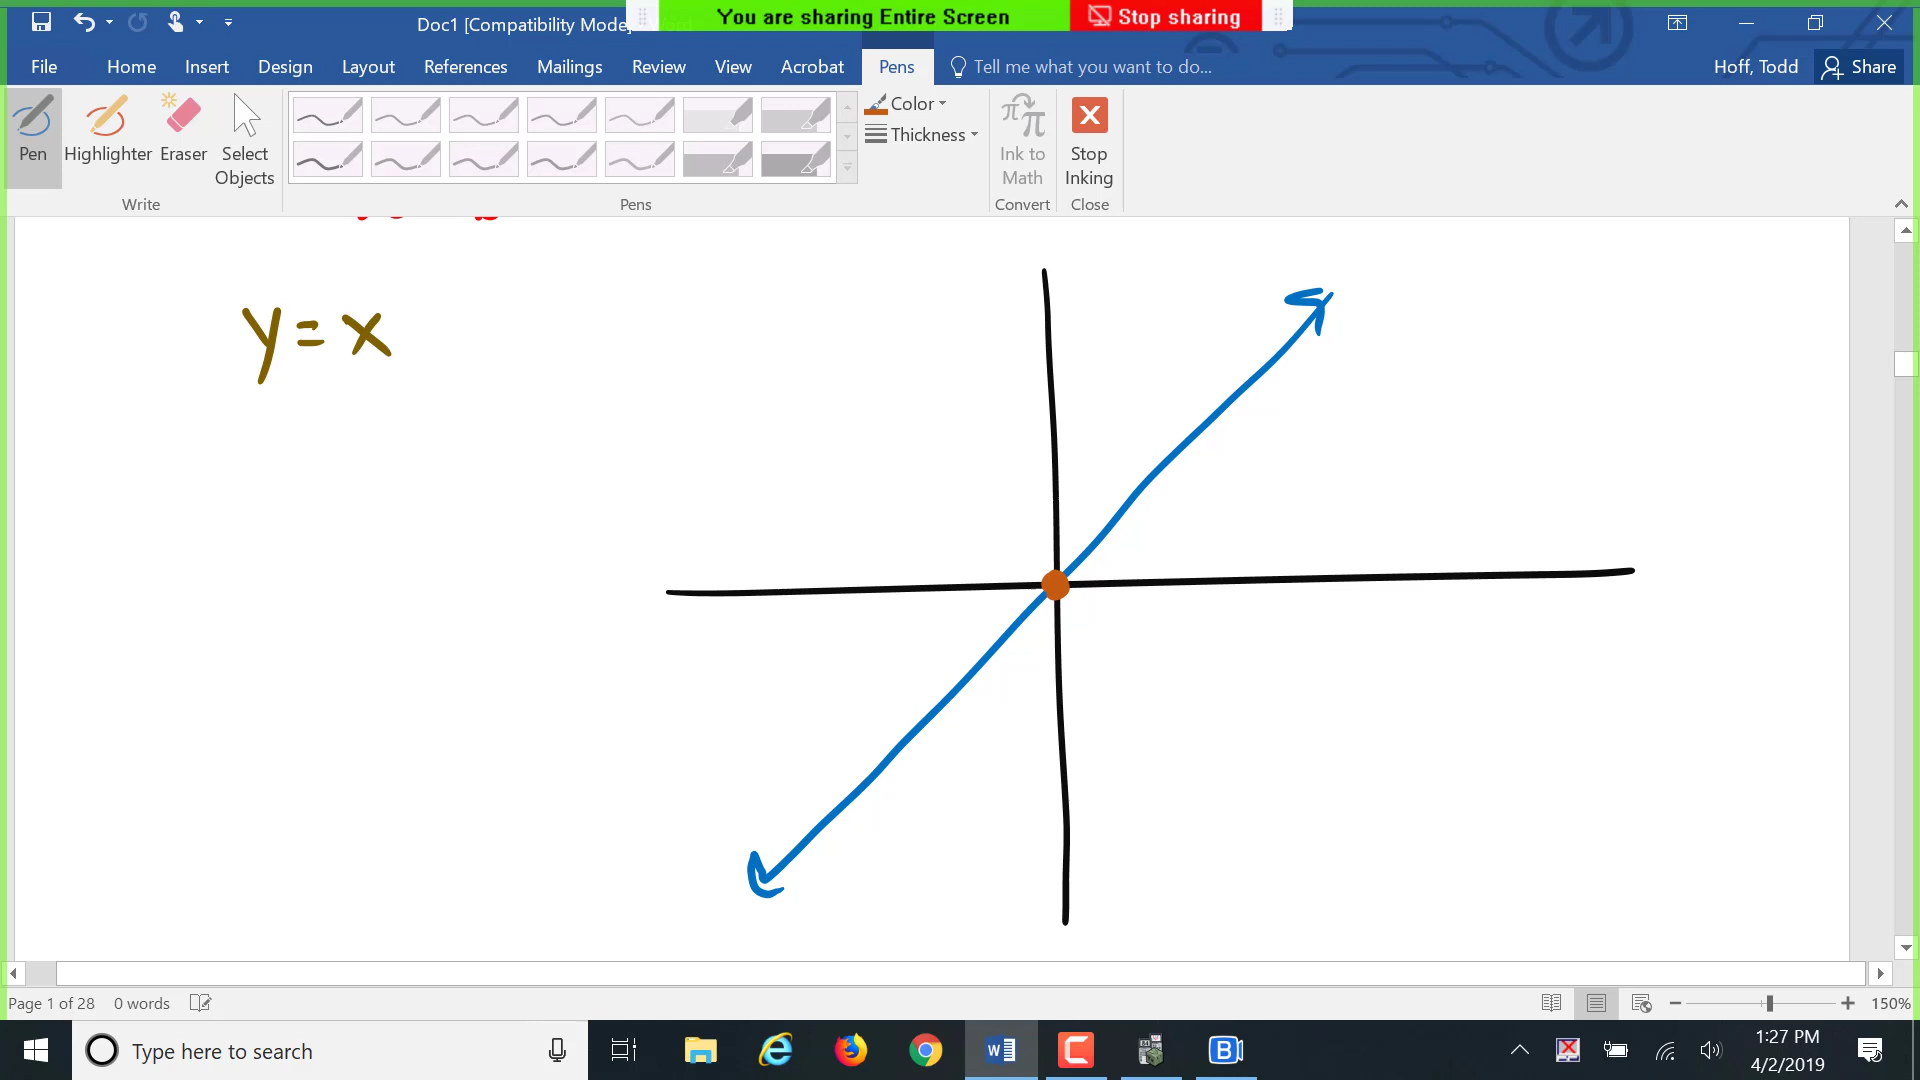 Doc1 [Compatibility Mode]
You are sharing Entire Screen
Stop sharing
File Home Insert Design Layout References Mailings Review View Acrobat Pens Tell me what you want to do... Hoff, Todd Share
Pen Highlighter Eraser Select Objects
Color
Thickness
Ink to Math
Stop Inking
Write Pens Convert Close
y = x
Page 1 of 28 0 words 150%
Type here to search
1:27 PM
4/2/2019